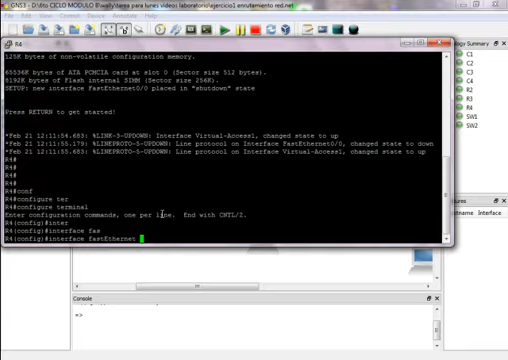 GNS3 - D:\6to CICLO MODULO 6\wally\tarea para lunes videos laboratorio\ejercicio1 enrutamiento red.net
File Edit View Control Device Annotate Tools Help
R4
125K bytes of non-volatile configuration memory.
65536K bytes of ATA PCMCIA card at slot 0 (Sector size 512 bytes).
8192K bytes of Flash internal SIMM (Sector size 256K).
SETUP: new interface FastEthernet0/0 placed in "shutdown" state
Press RETURN to get started!
*Feb 21 12:11:54.683: %LINK-3-UPDOWN: Interface Virtual-Access1, changed state to up
*Feb 21 12:11:55.179: %LINEPROTO-5-UPDOWN: Line protocol on Interface FastEthernet0/0, changed state to down
*Feb 21 12:11:55.683: %LINEPROTO-5-UPDOWN: Line protocol on Interface Virtual-Access1, changed state to up
R4#
R4#
R4#
R4#
R4#conf
R4#configure ter
R4#configure terminal
Enter configuration commands, one per line. End with CNTL/Z.
R4(config)#inter
R4(config)#interface fas
R4(config)#interface fastEthernet
Summary
C1
C2
C3
C4
R2
R3
R4
SW1
SW2
ures
stname Interface
Console
=>